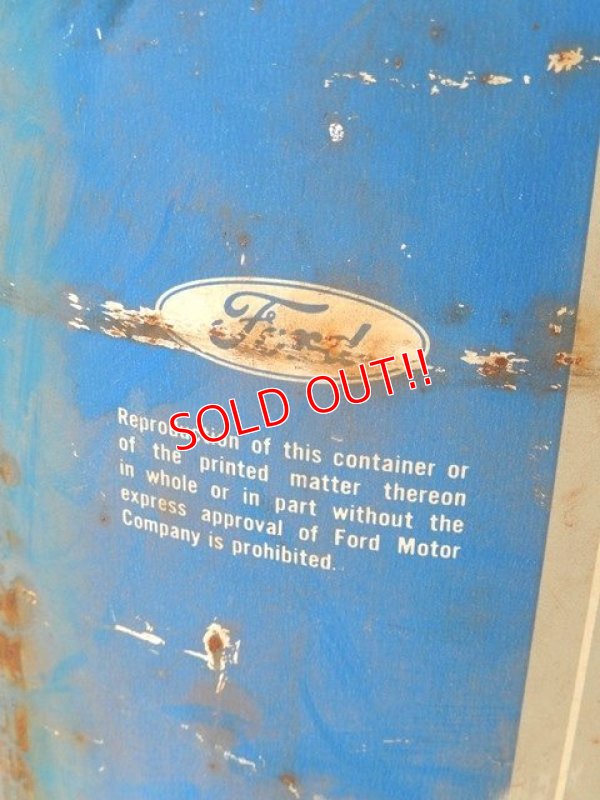 Ford
SOLD OUT!!
Reproduction of this container or
of the printed matter thereon
in whole or in part without the
express approval of Ford Motor
Company is prohibited.